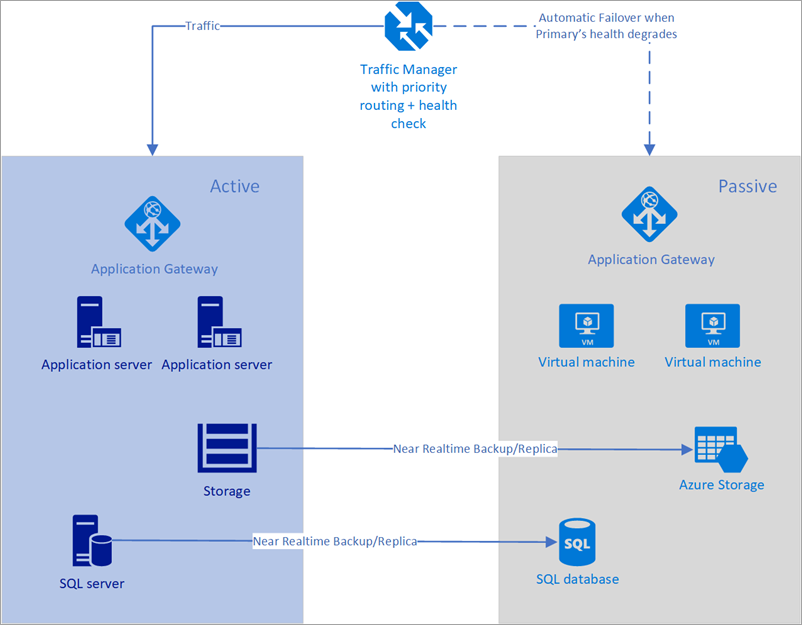 Traffic
Automatic Failover when
Primary's health degrades
Traffic Manager
with priority
routing + health
check
Active
Passive
Application Gateway
Application Gateway
Application server
Application server
VM
VM
Virtual machine
Virtual machine
Near Realtime Backup/Replica
Storage
Azure Storage
Near Realtime Backup/Replica
SQL
SQL server
SQL database